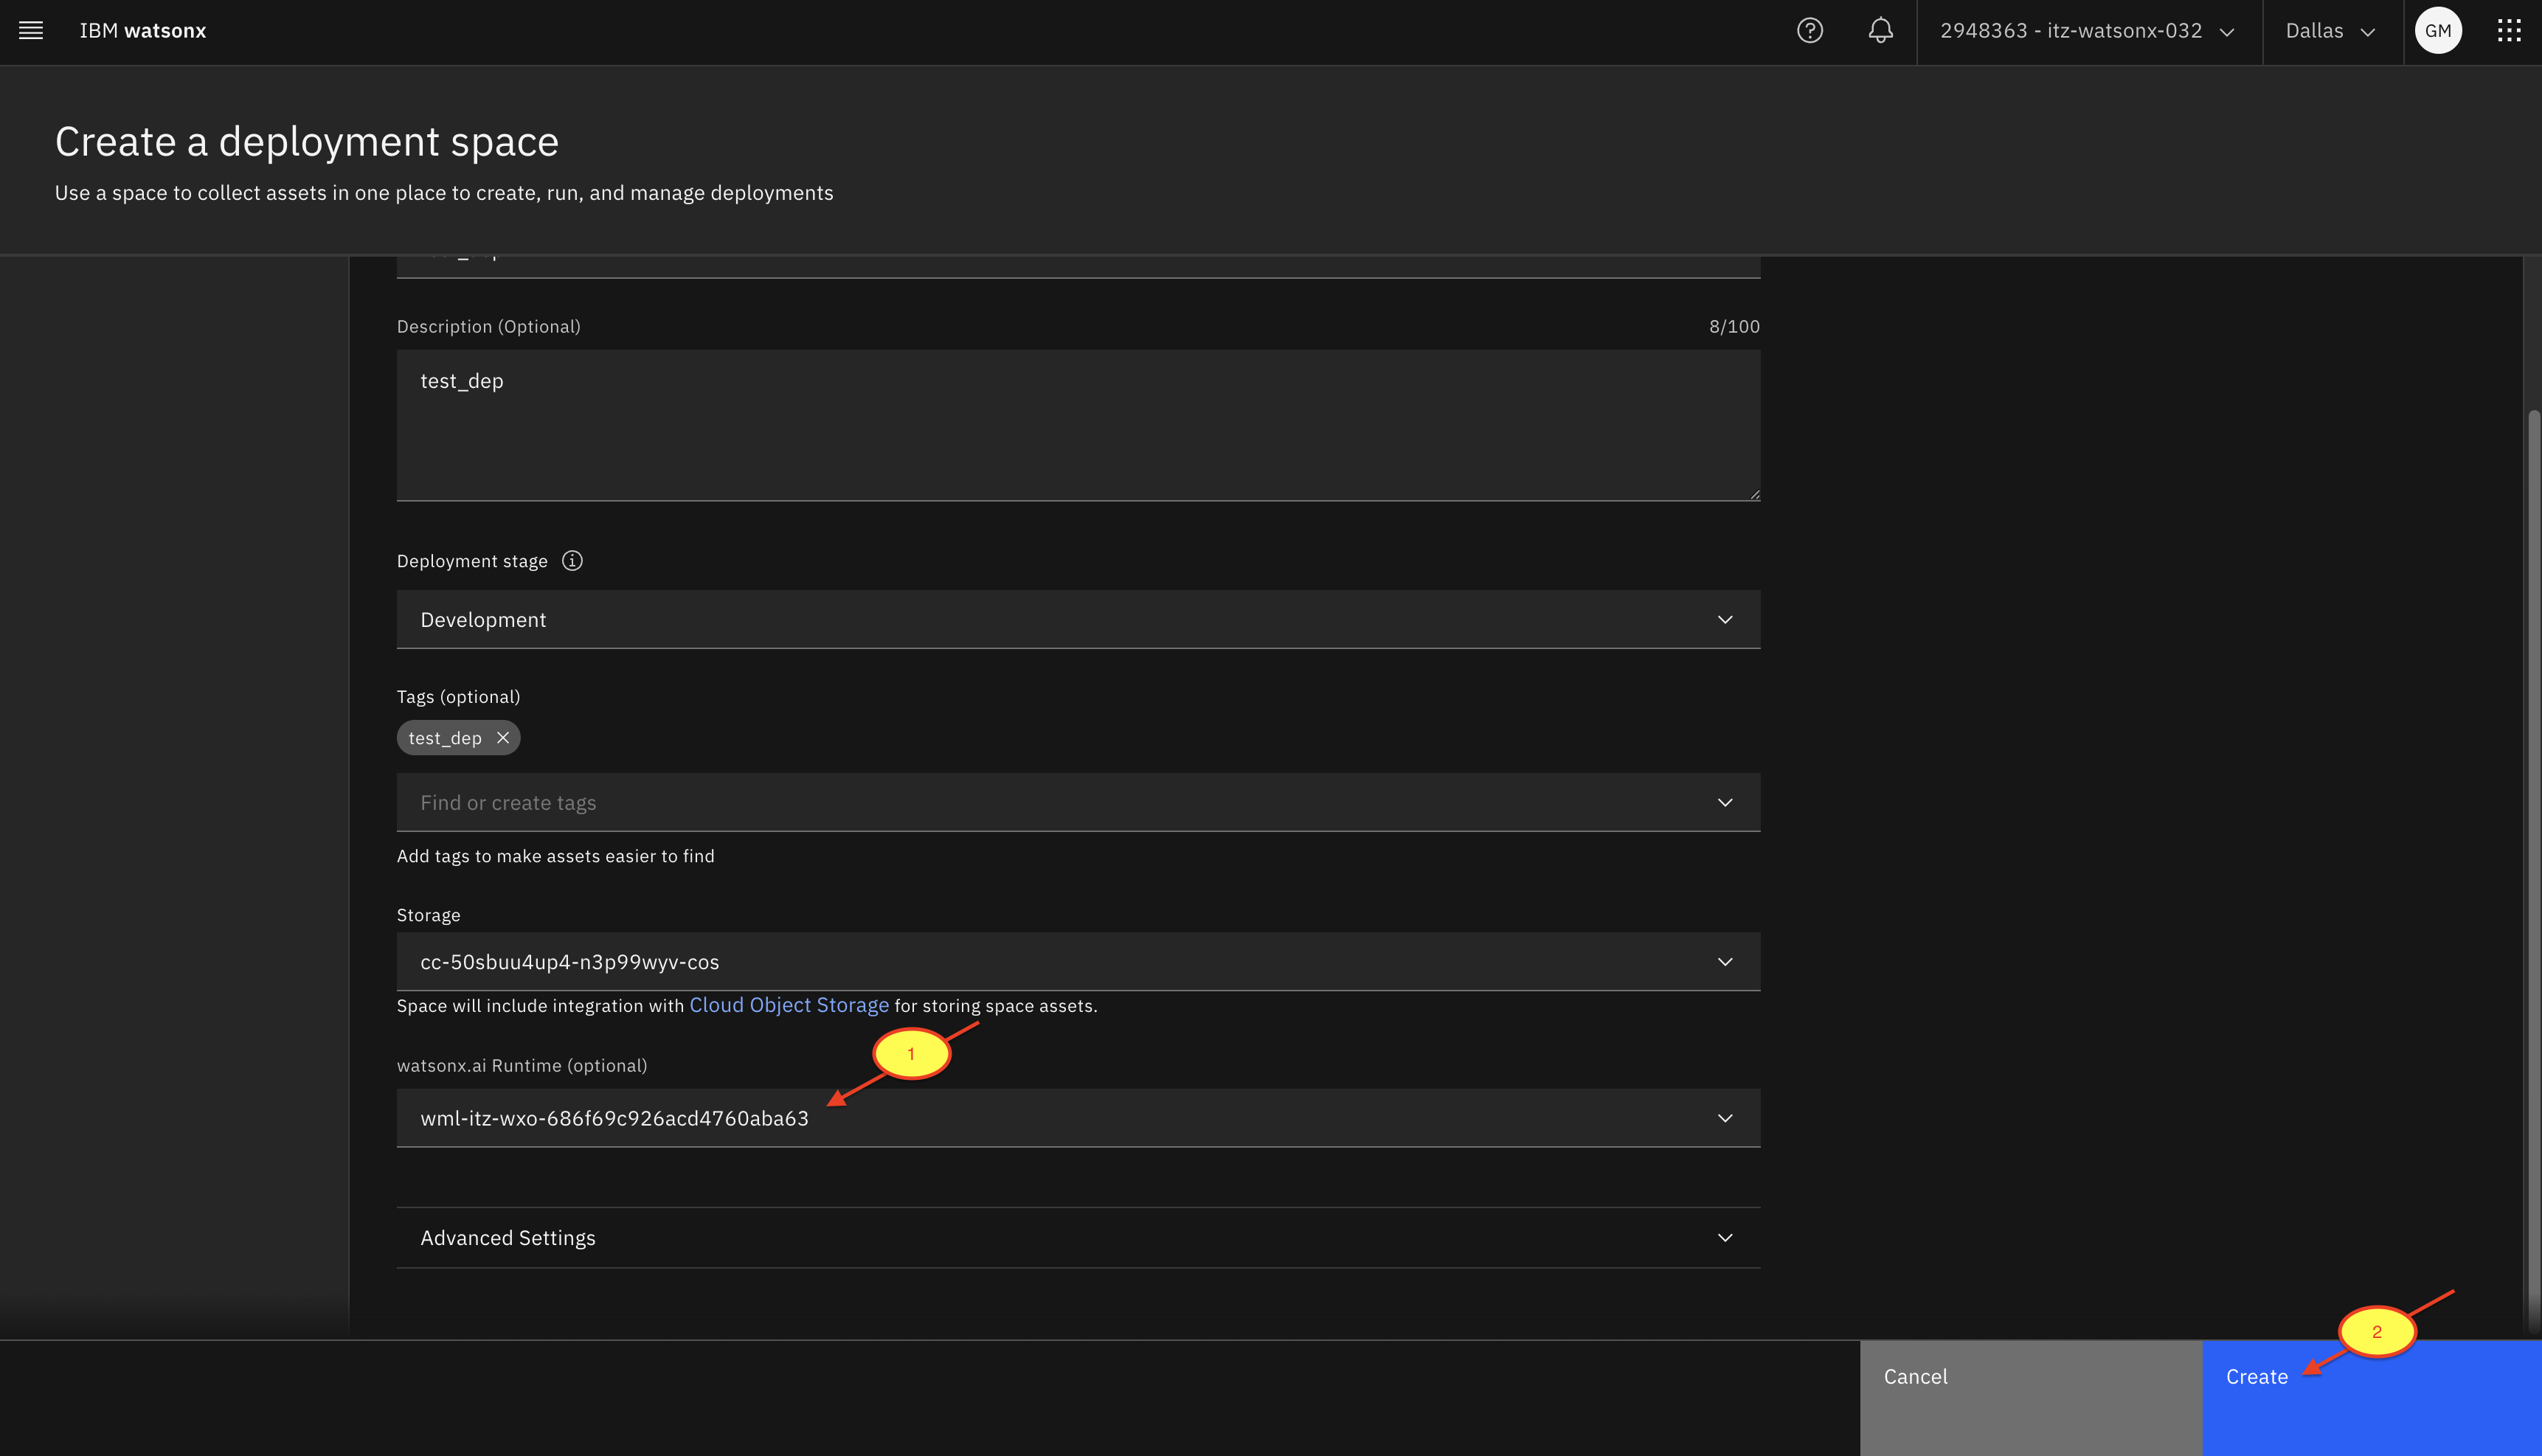 IBM watsonx
2948363 - itz-watsonx-032
Dallas
GM
Create a deployment space
Use a space to collect assets in one place to create, run, and manage deployments
Description (Optional)
8/100
test_dep
Deployment stage
Development
Tags (optional)
test_dep
Find or create tags
Add tags to make assets easier to find
Storage
cc-50sbuu4up4-n3p99wyv-cos
Space will include integration with Cloud Object Storage for storing space assets.
1
watsonx.ai Runtime (optional)
wml-itz-wxo-686f69c926acd4760aba63
Advanced Settings
2
Cancel
Create